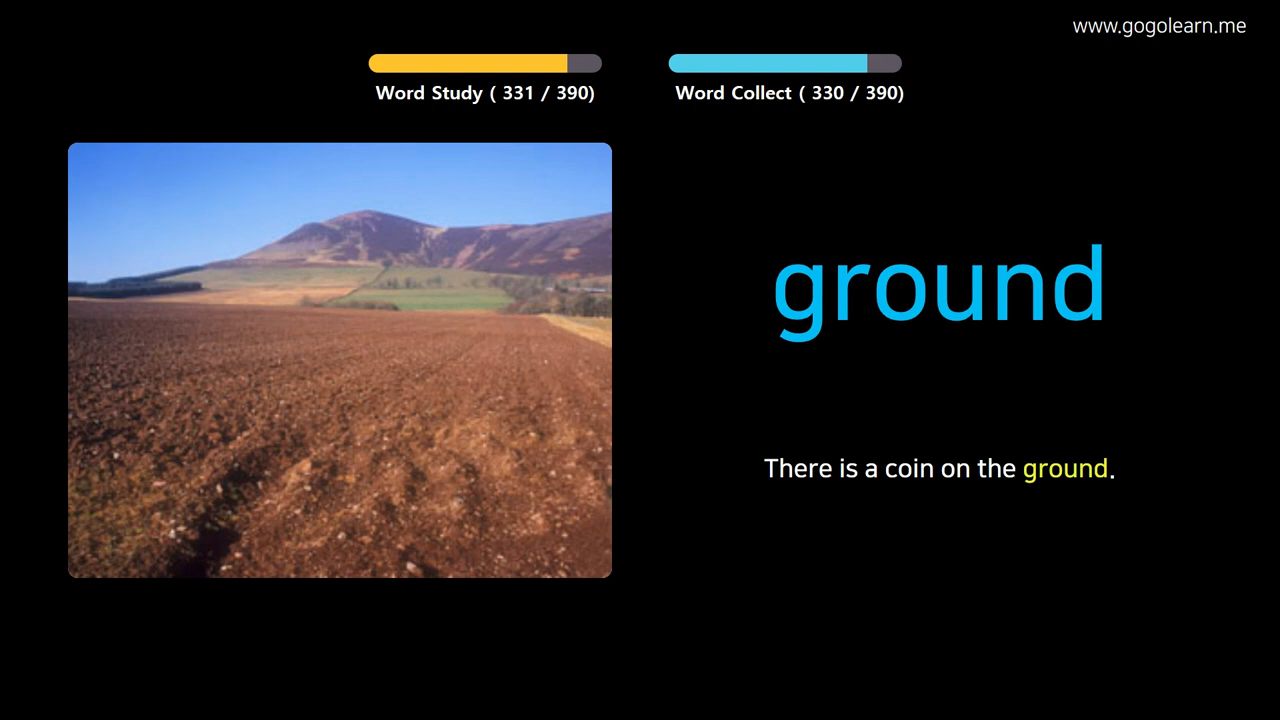 www.gogolearn.me
Word Study ( 331 / 390)
Word Collect ( 330 / 390)
ground
There is a coin on the ground.